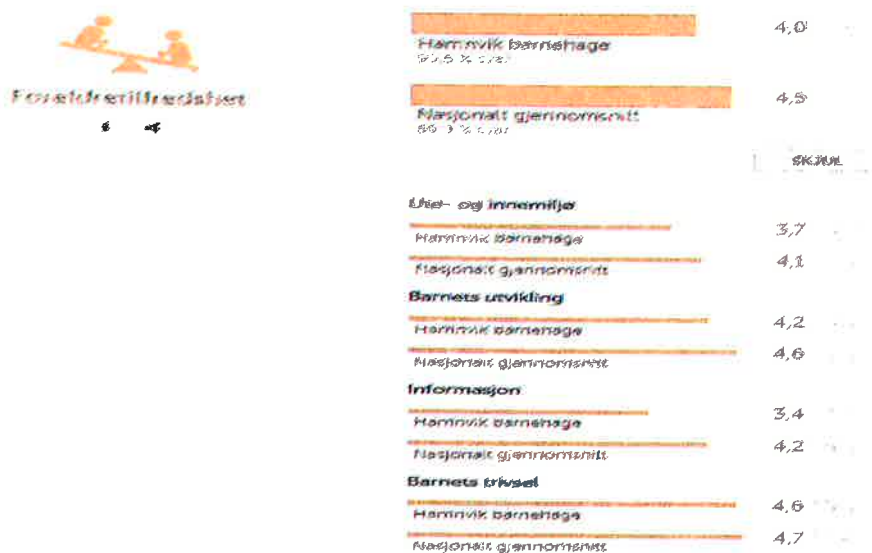 Foreldretilfredshet
Hamnvik barnehage
4,0
Nasjonalt gjennomsnitt
4,5
SKJUL
Ute- og innemiljø
Hamnvik barnehage
3,7
Nasjonalt gjennomsnitt
4,1
Barnets utvikling
Hamnvik barnehage
4,2
Nasjonalt gjennomsnitt
4,6
Informasjon
Hamnvik barnehage
3,4
Nasjonalt gjennomsnitt
4,2
Barnets trivsel
Hamnvik barnehage
4,6
Nasjonalt gjennomsnitt
4,7